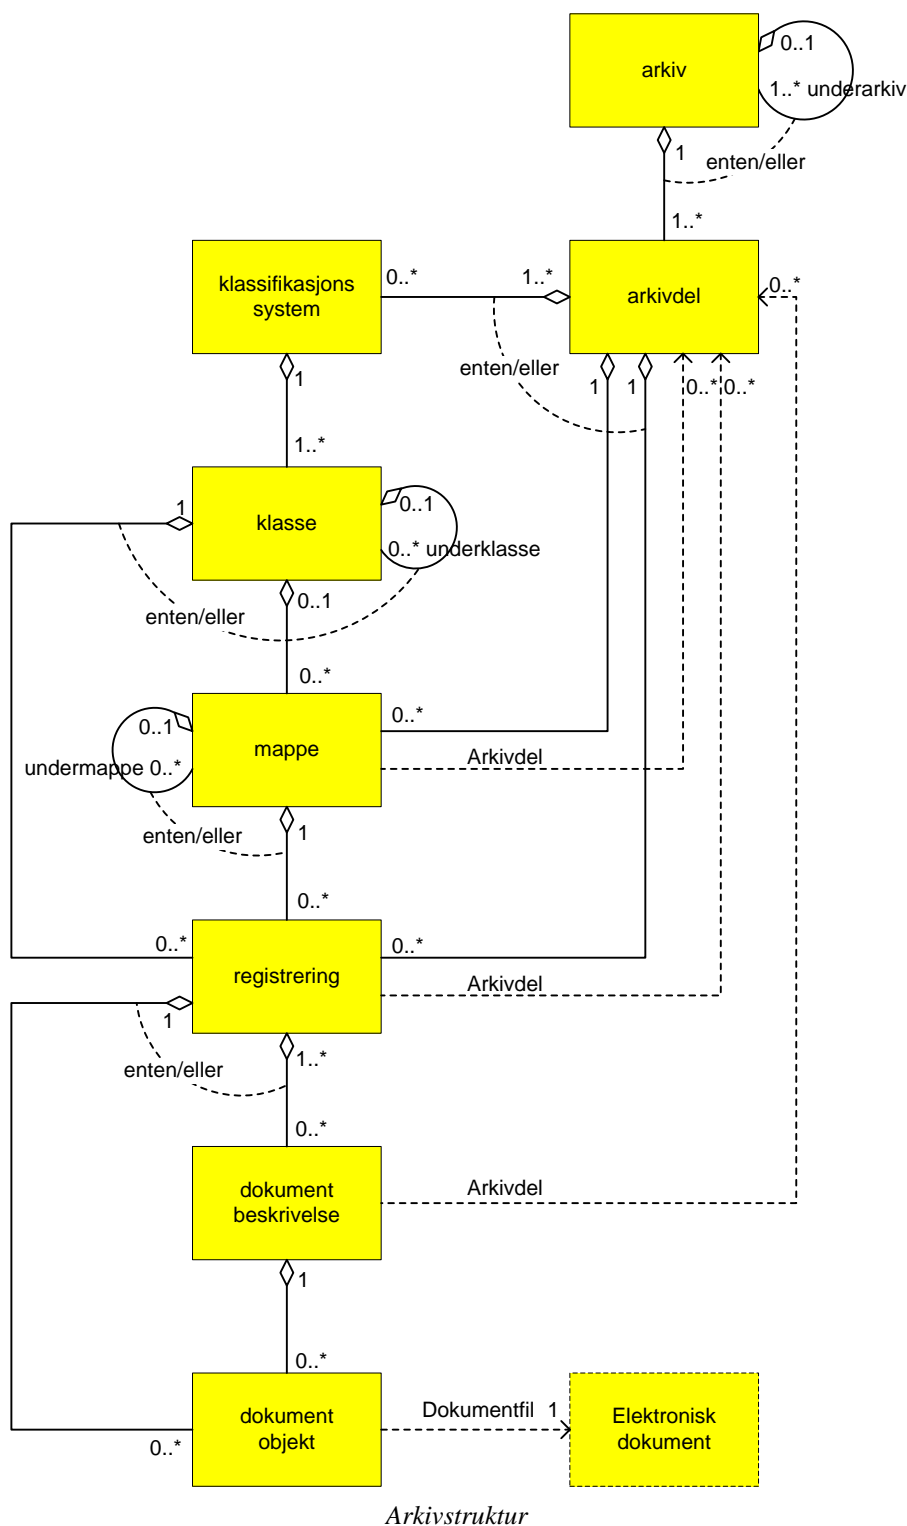 arkiv
0..1
1..* underarkiv
1
enten/eller
1..*
klassifikasjons
system
0..*
1..*
arkivdel
0..*
enten/eller
1
1
1
0..*
0..*
1..*
1
klasse
0..1
0..* underklasse
0..1
enten/eller
0..*
0..1
0..*
mappe
Arkivdel
undermappe 0..*
1
enten/eller
0..*
0..*
0..*
registrering
Arkivdel
1
1..*
enten/eller
0..*
dokument
beskrivelse
Arkivdel
1
0..*
dokument
objekt
Dokumentfil 1
Elektronisk
dokument
0..*
Arkivstruktur